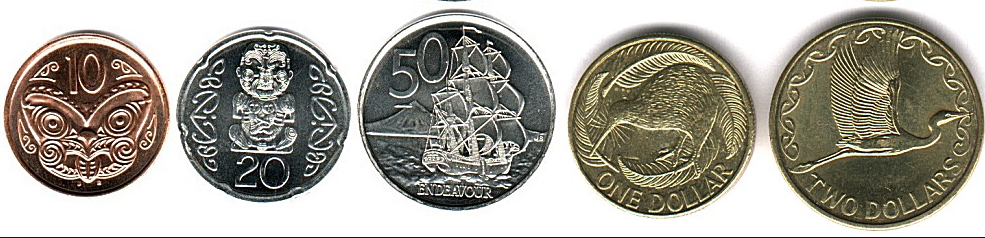 10
20
50
ENDEAVOUR
ONE DOLLAR
TWO DOLLARS